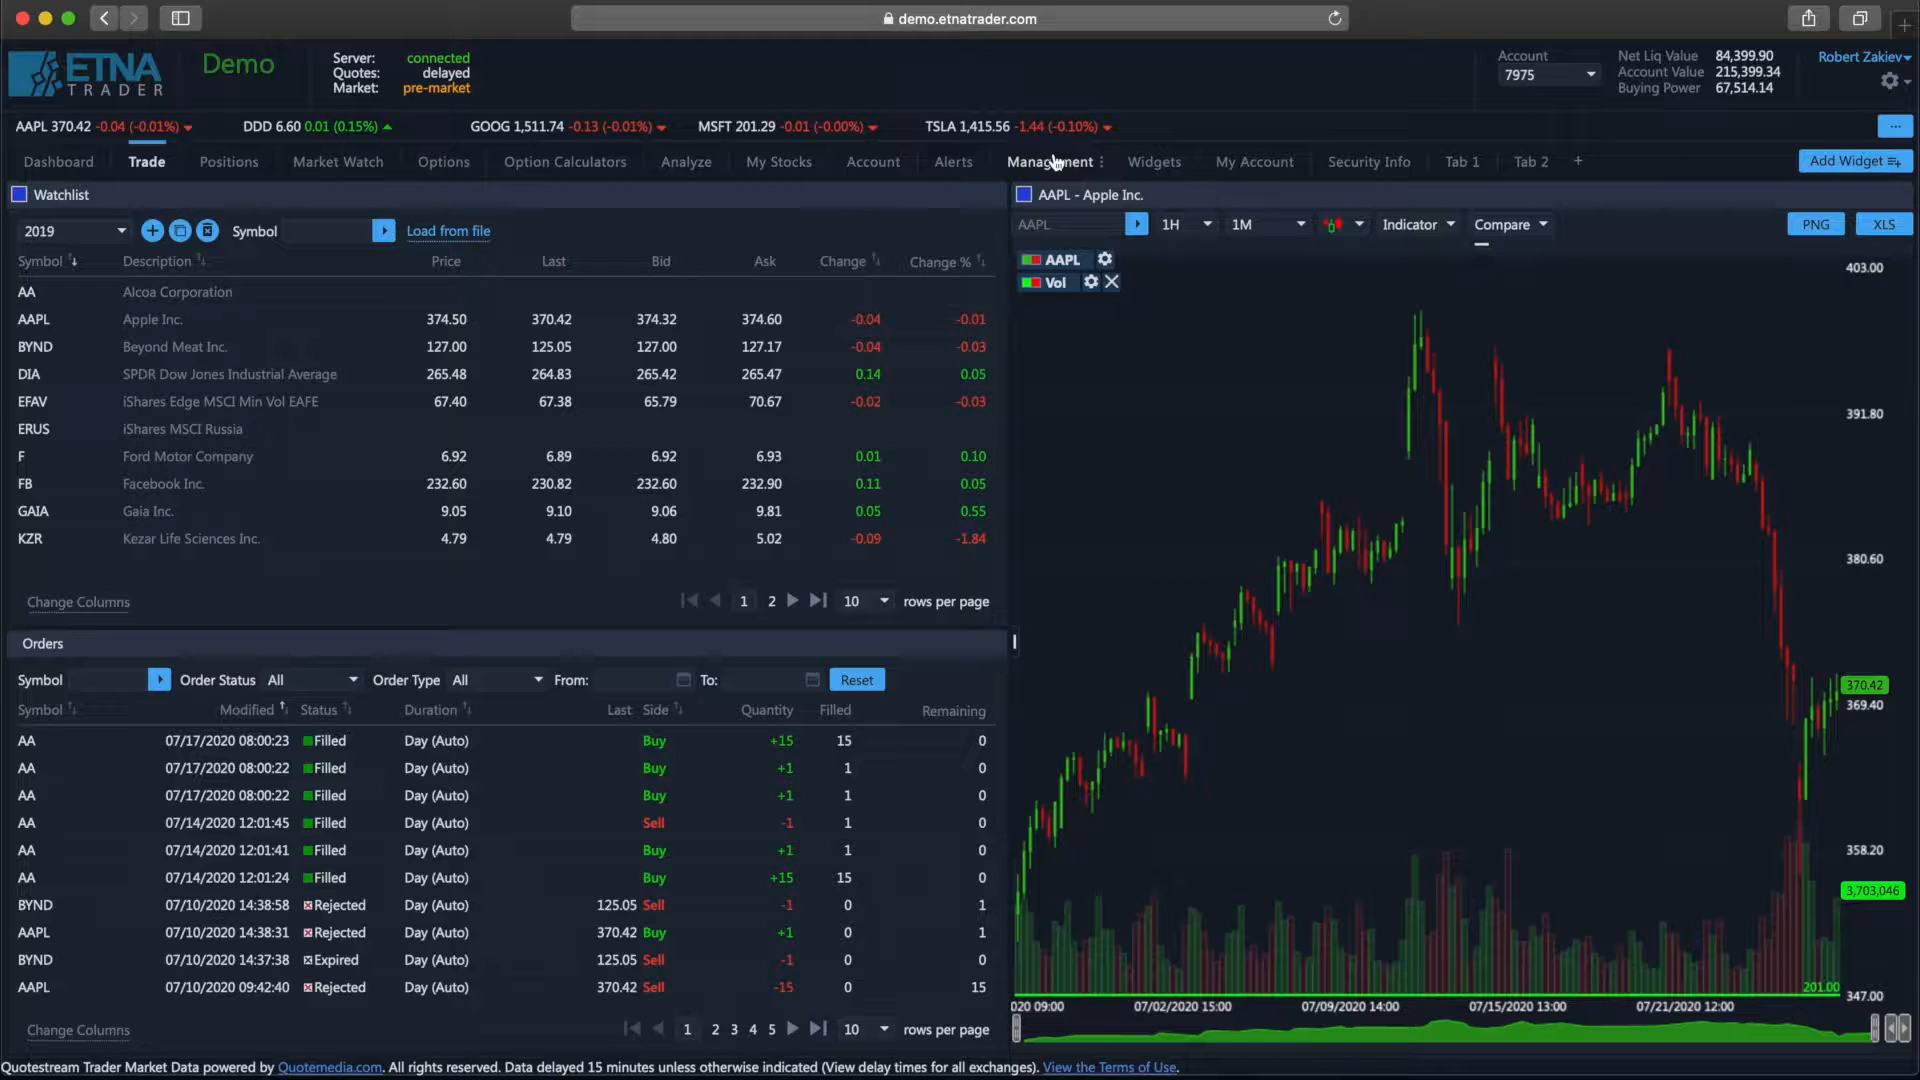 demo.etnatrader.com
ETNA
TRADER
Demo
Server: connected
Quotes: delayed
Market: pre-market
Account
7975
Net Liq Value 84,399.90
Account Value 215,399.34
Buying Power 67,514.14
Robert Zakiev
AAPL 370.42 -0.04 (-0.01%) DDD 6.60 0.01 (0.15%) GOOG 1,511.74 -0.13 (-0.01%) MSFT 201.29 -0.01 (-0.00%) TSLA 1,415.56 -1.44 (-0.10%) ...
Dashboard Trade Positions Market Watch Options Option Calculators Analyze My Stocks Account Alerts Management Widgets My Account Security Info Tab 1 Tab 2 + Add Widget
Watchlist
2019 Symbol Load from file
Symbol Description Price Last Bid Ask Change Change %
AA Alcoa Corporation
AAPL Apple Inc. 374.50 370.42 374.32 374.60 -0.04 -0.01
BYND Beyond Meat Inc. 127.00 125.05 127.00 127.17 -0.04 -0.03
DIA SPDR Dow Jones Industrial Average 265.48 264.83 265.42 265.47 0.14 0.05
EFAV iShares Edge MSCI Min Vol EAFE 67.40 67.38 65.79 70.67 -0.02 -0.03
ERUS iShares MSCI Russia
F Ford Motor Company 6.92 6.89 6.92 6.93 0.01 0.10
FB Facebook Inc. 232.60 230.82 232.60 232.90 0.11 0.05
GAIA Gaia Inc. 9.05 9.10 9.06 9.81 0.05 0.55
KZR Kezar Life Sciences Inc. 4.79 4.79 4.80 5.02 -0.09 -1.84
Change Columns 1 2 10 rows per page
Orders
Symbol Order Status All Order Type All From: To: Reset
Symbol Modified Status Duration Last Side Quantity Filled Remaining
AA 07/17/2020 08:00:23 Filled Day (Auto) Buy +15 15 0
AA 07/17/2020 08:00:22 Filled Day (Auto) Buy +1 1 0
AA 07/17/2020 08:00:22 Filled Day (Auto) Buy +1 1 0
AA 07/14/2020 12:01:45 Filled Day (Auto) Sell -1 1 0
AA 07/14/2020 12:01:41 Filled Day (Auto) Buy +1 1 0
AA 07/14/2020 12:01:24 Filled Day (Auto) Buy +15 15 0
BYND 07/10/2020 14:38:58 Rejected Day (Auto) 125.05 Sell -1 0 1
AAPL 07/10/2020 14:38:31 Rejected Day (Auto) 370.42 Buy +1 0 1
BYND 07/10/2020 14:37:38 Expired Day (Auto) 125.05 Sell -1 0 0
AAPL 07/10/2020 09:42:40 Rejected Day (Auto) 370.42 Sell -15 0 15
Change Columns 1 2 3 4 5 10 rows per page
AAPL - Apple Inc.
AAPL 1H 1M Indicator Compare PNG XLS
AAPL
Vol
403.00
391.80
380.60
370.42
369.40
358.20
3,703,046
201.00
347.00
020 09:00 07/02/2020 15:00 07/09/2020 14:00 07/15/2020 13:00 07/21/2020 12:00
Quotestream Trader Market Data powered by Quotemedia.com. All rights reserved. Data delayed 15 minutes unless otherwise indicated (View delay times for all exchanges). View the Terms of Use.